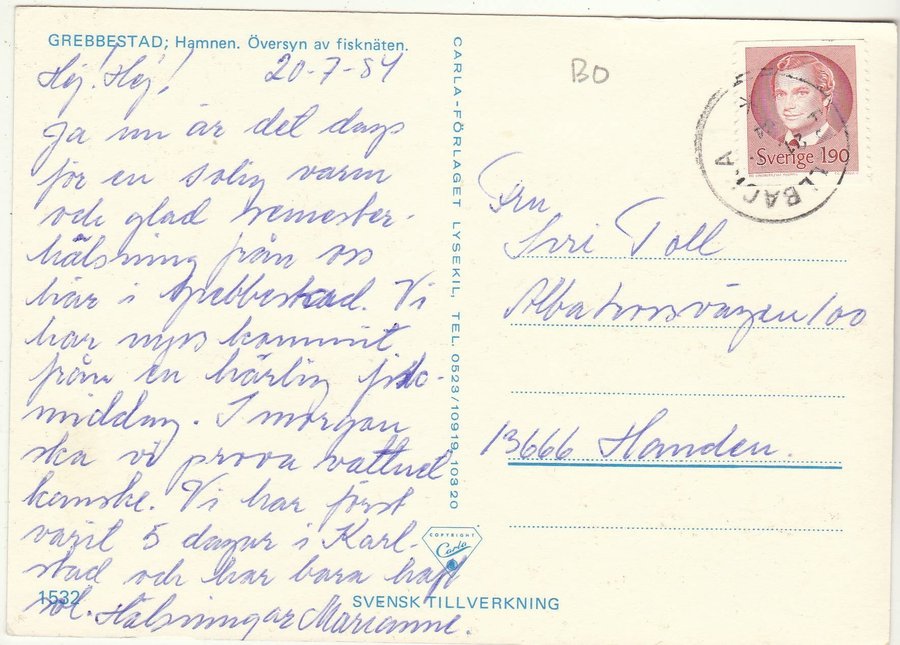 GREBBESTAD; Hamnen. Översyn av fisknäten.
Hej! Hej! 20-7-84
Ja nu är det dags
för en solig varm
och glad semester-
hälsning från oss
här i Grebbestad. Vi
har nyss kommit
från en härlig fisk-
middag. I morgon
ska vi prova vattnet
kanske. Vi har först
varit 5 dagar i Karl-
stad och har bara haft
sol. Hälsningar Marianne.
1532
CARLA-FÖRLAGET LYSEKIL, TEL. 0523/10919, 10320
COPYRIGHT
Carla
SVENSK TILLVERKNING
BO
Sverige 190
LLBACKA
Fru
Siri Toll
Albatrossvägen 100
13666 Handen.